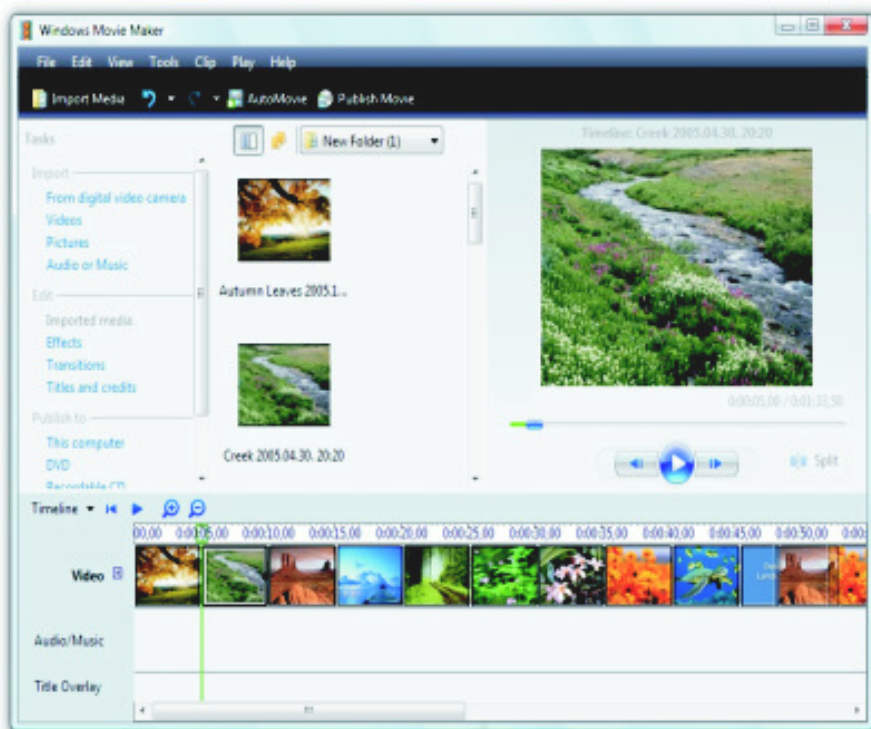 Windows Movie Maker
File Edit View Tools Clip Play Help
Import Media AutoMovie Publish Movie
Tasks
Import
From digital video camera
Videos
Pictures
Audio or Music
Edit
Imported media
Effects
Transitions
Titles and credits
Publish to
This computer
DVD
Recordable CD
New Folder (1)
Autumn Leaves 2005.1...
Creek 2005.04.30. 20:20
Timeline: Creek 2005.04.30. 20:20
0:00:05,00 / 0:01:33,50
Split
Timeline
00,00 0:00:05,00 0:00:10,00 0:00:15,00 0:00:20,00 0:00:25,00 0:00:30,00 0:00:35,00 0:00:40,00 0:00:45,00 0:00:50,00 0:00:
Video
Audio/Music
Title Overlay